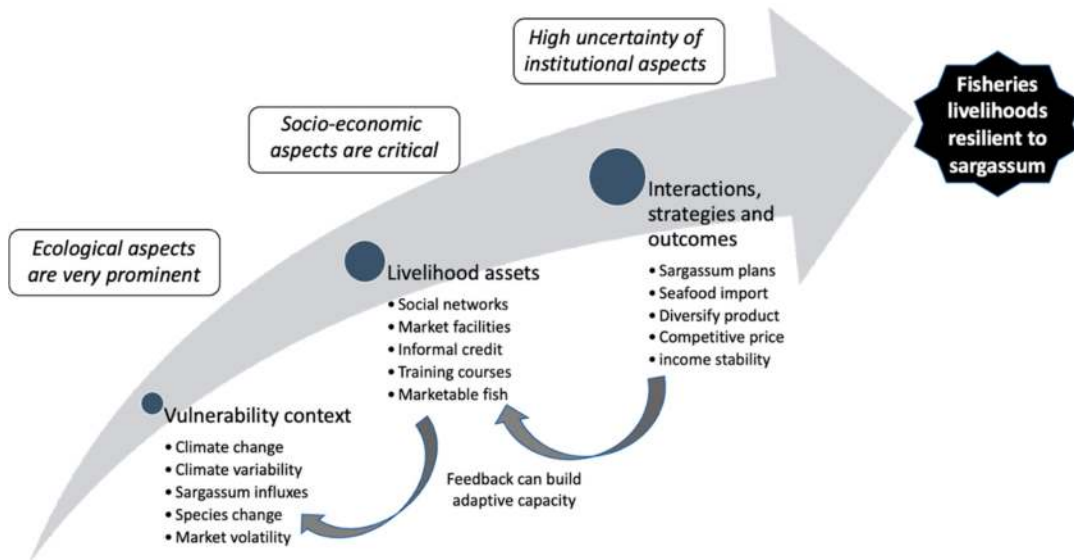 High uncertainty of
institutional aspects
Fisheries
livelihoods
resilient to
sargassum
Socio-economic
aspects are critical
Interactions,
strategies and
outcomes
• Sargassum plans
• Seafood import
• Diversify product
• Competitive price
• income stability
Ecological aspects
are very prominent
Livelihood assets
• Social networks
• Market facilities
• Informal credit
• Training courses
• Marketable fish
Vulnerability context
• Climate change
• Climate variability
• Sargassum influxes
• Species change
• Market volatility
Feedback can build
adaptive capacity